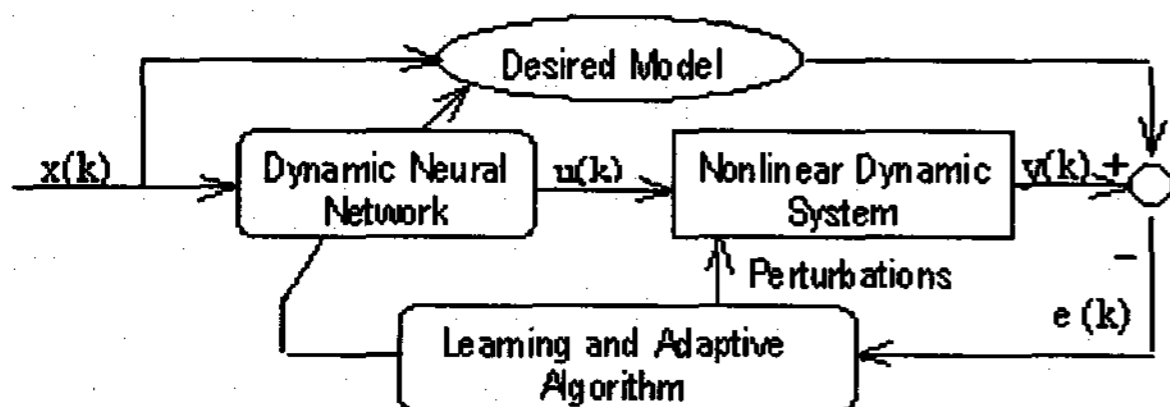 Desired Model
x(k)
Dynamic Neural
Network
u(k)
Nonlinear Dynamic
System
y(k) +
Perturbations
−
e (k)
Learning and Adaptive
Algorithm